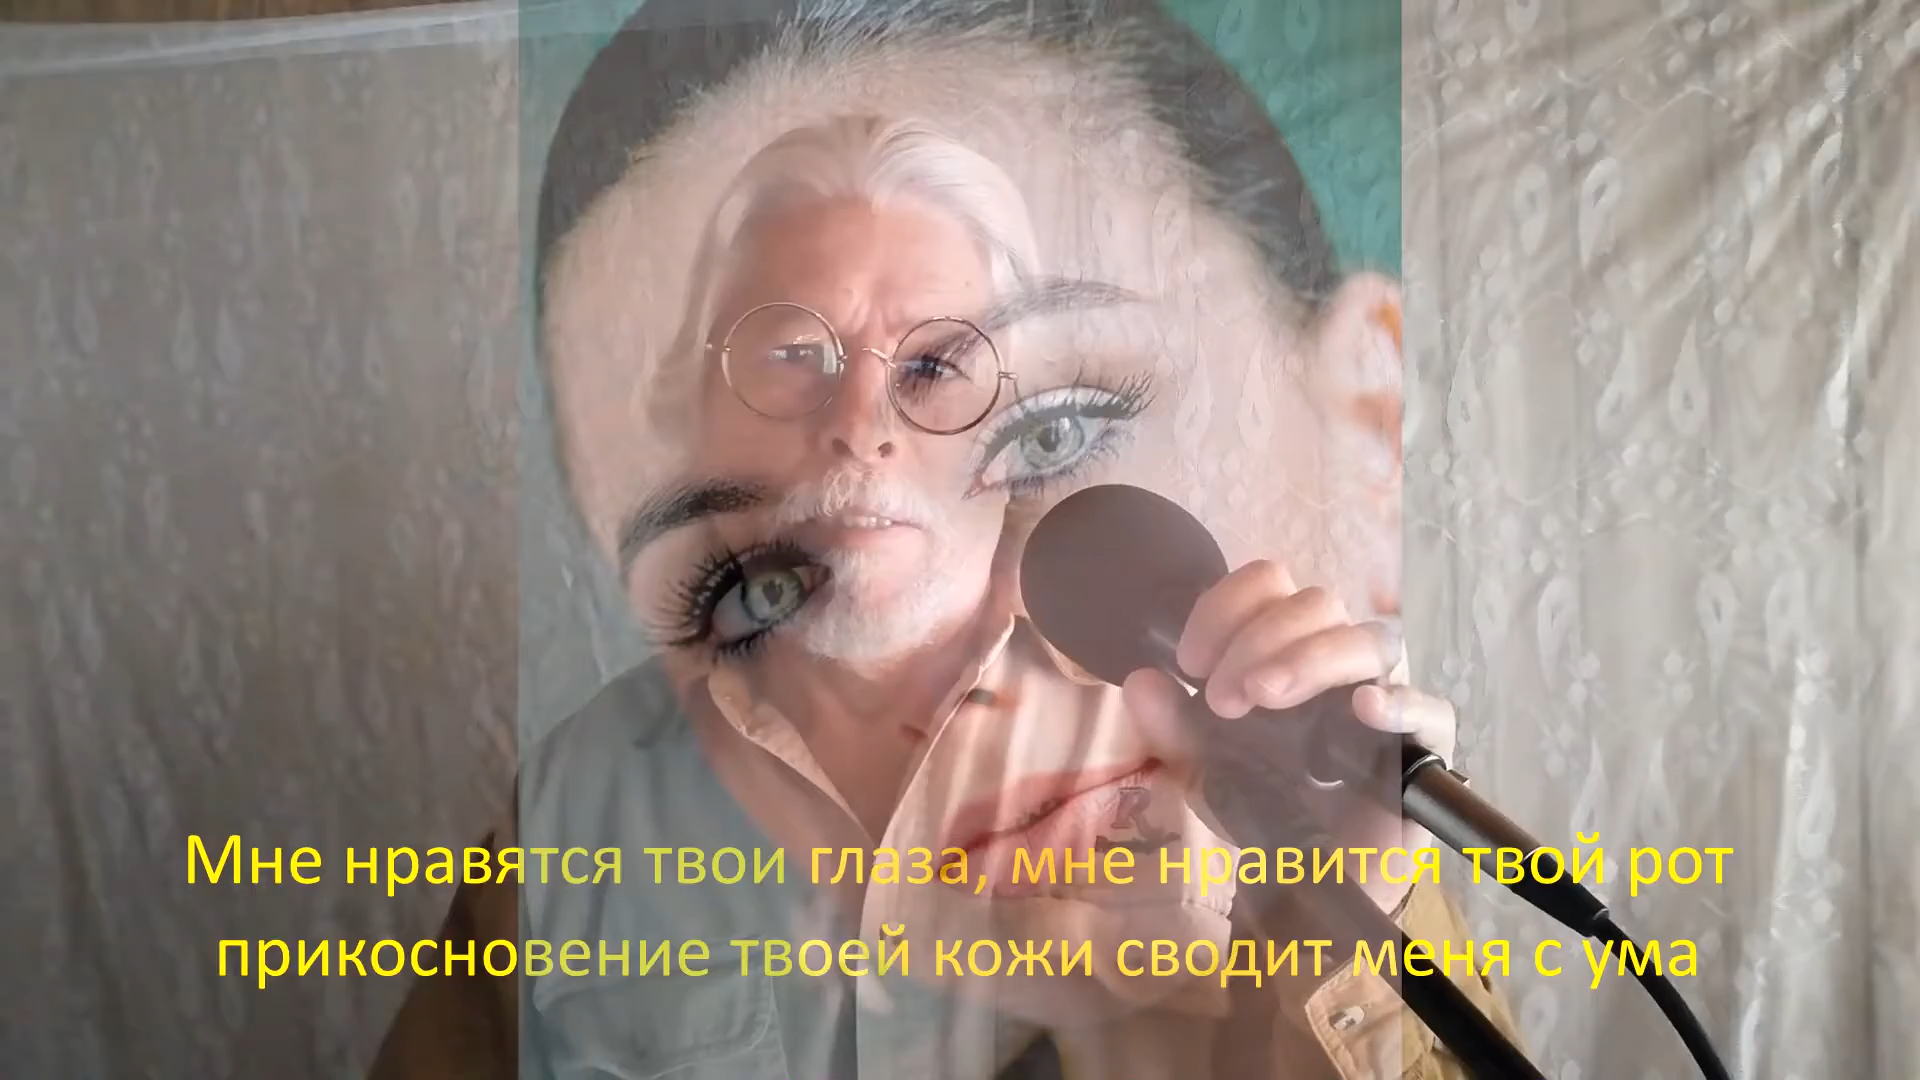 Мне нравятся твои глаза, мне нравится твой рот
прикосновение твоей кожи сводит меня с ума